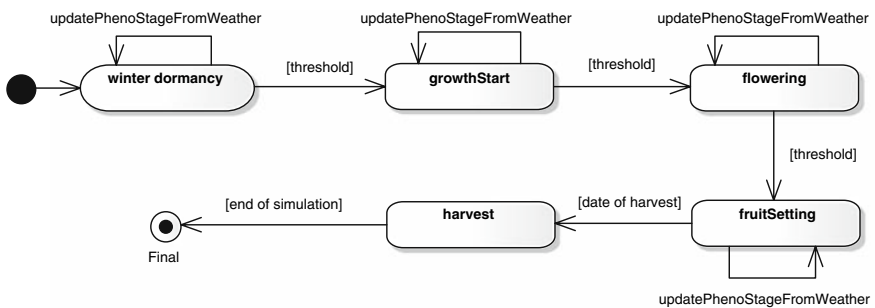 updatePhenoStageFromWeather
updatePhenoStageFromWeather
updatePhenoStageFromWeather
winter dormancy
[threshold]
growthStart
[threshold]
flowering
[threshold]
fruitSetting
updatePhenoStageFromWeather
[date of harvest]
harvest
[end of simulation]
Final